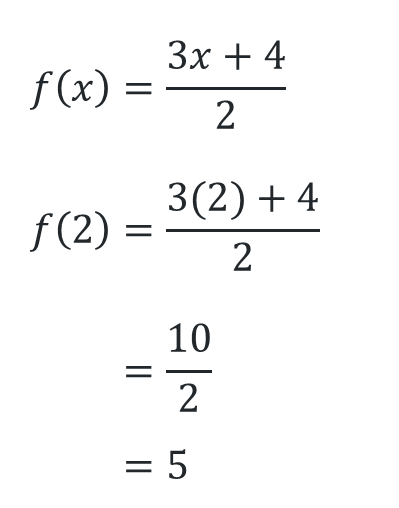 f(x) = (3x + 4)/2
f(2) = (3(2) + 4)/2
= 10/2
= 5